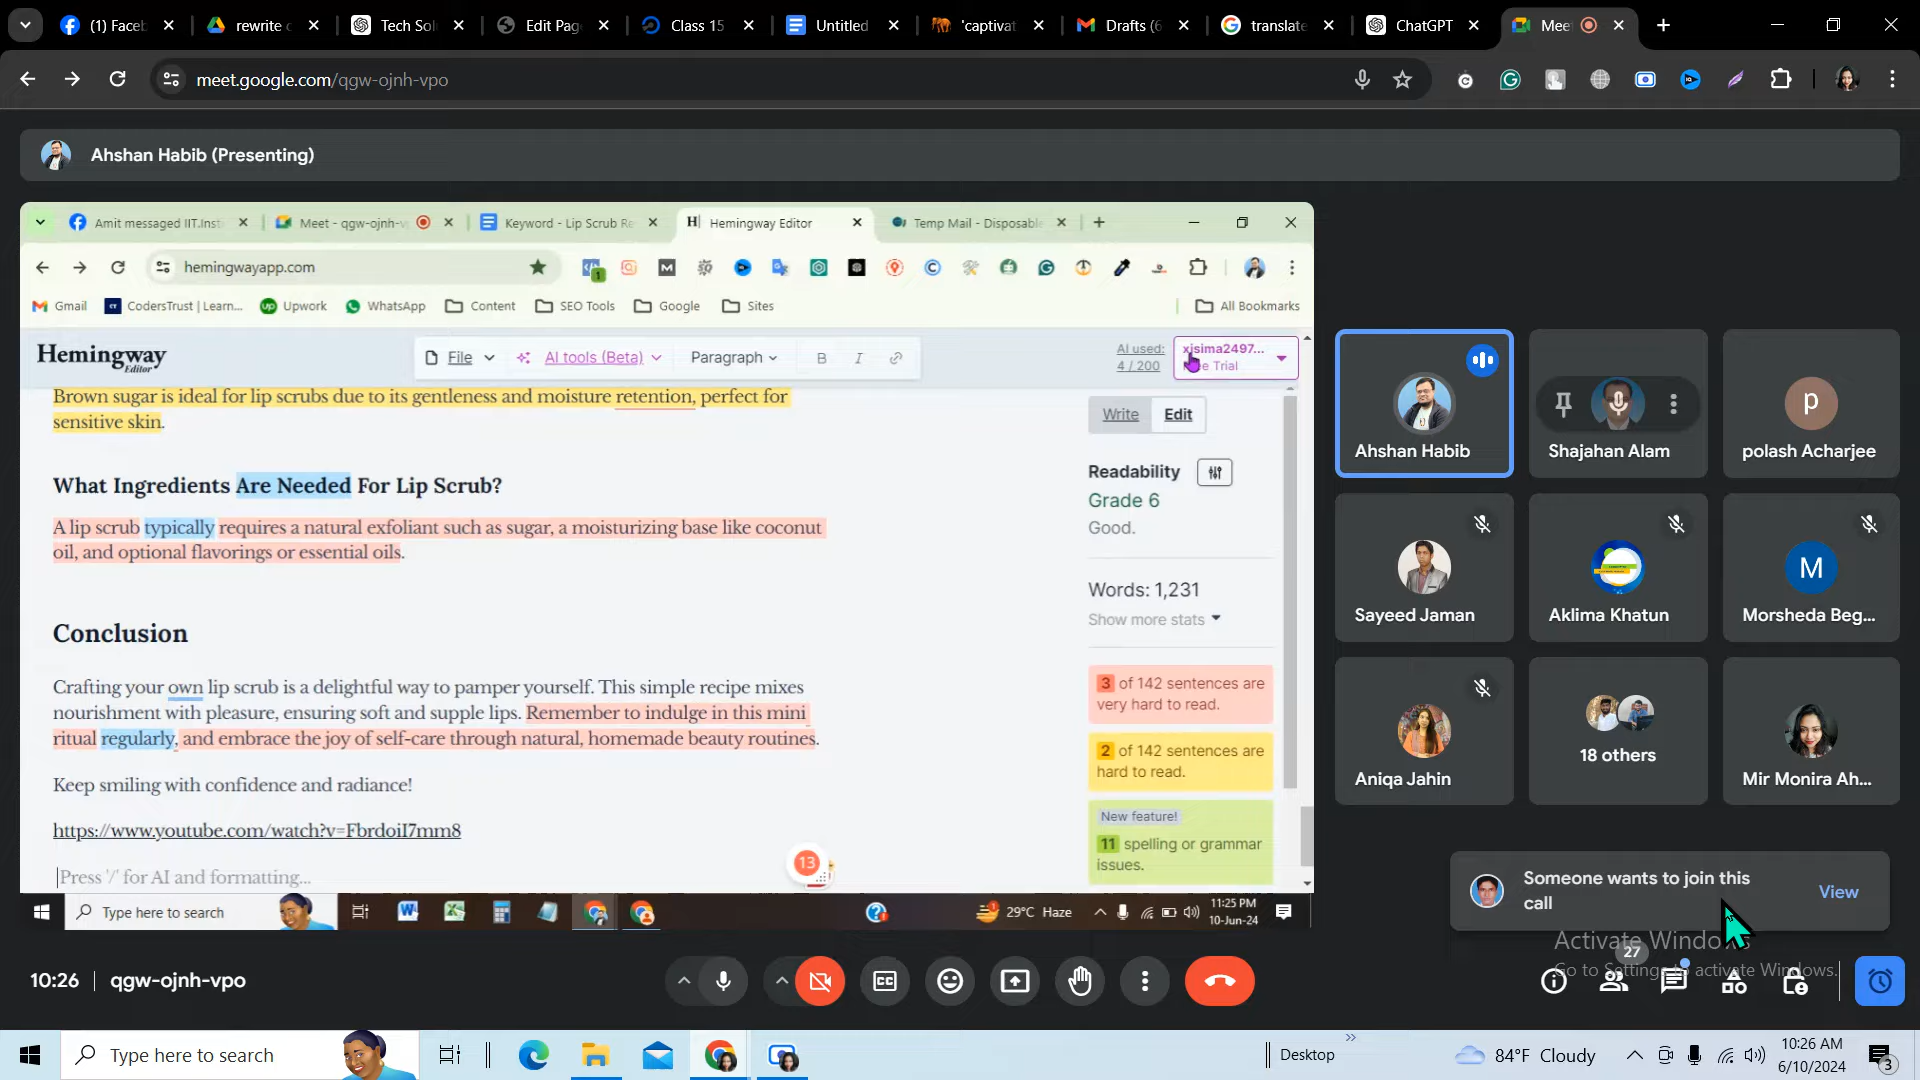 (1) Faceb
rewrite c
Tech Sol
Edit Pag
Class 15
Untitled
'captivat
Drafts (6
translate
ChatGPT
Meet
meet.google.com/qgw-ojnh-vpo
Ahshan Habib (Presenting)
Amit messaged IIT.Inst
Meet - qgw-ojnh-v
Keyword - Lip Scrub Re
H Hemingway Editor
Temp Mail - Disposable
hemingwayapp.com
Gmail
CodersTrust | Learn...
Upwork
WhatsApp
Content
SEO Tools
Google
Sites
All Bookmarks
Hemingway
Editor
File
AI tools (Beta)
Paragraph
B
I
AI used:
4 / 200
xjsima2497...
Free Trial
Brown sugar is ideal for lip scrubs due to its gentleness and moisture retention, perfect for
sensitive skin.
What Ingredients Are Needed For Lip Scrub?
A lip scrub typically requires a natural exfoliant such as sugar, a moisturizing base like coconut
oil, and optional flavorings or essential oils.
Conclusion
Crafting your own lip scrub is a delightful way to pamper yourself. This simple recipe mixes
nourishment with pleasure, ensuring soft and supple lips. Remember to indulge in this mini
ritual regularly, and embrace the joy of self-care through natural, homemade beauty routines.
Keep smiling with confidence and radiance!
https://www.youtube.com/watch?v=FbrdoiI7mm8
Press '/' for AI and formatting...
13
Write
Edit
Readability
Grade 6
Good.
Words: 1,231
Show more stats
3 of 142 sentences are
very hard to read.
2 of 142 sentences are
hard to read.
New feature!
11 spelling or grammar
issues.
Type here to search
29°C Haze
11:25 PM
10-Jun-24
Ahshan Habib
Shajahan Alam
p
polash Acharjee
Sayeed Jaman
Aklima Khatun
M
Morsheda Beg...
Aniqa Jahin
18 others
Mir Monira Ah...
Someone wants to join this
call
View
Activate Windows
Go to Settings to activate Windows.
27
10:26
qgw-ojnh-vpo
Type here to search
Desktop
84°F Cloudy
10:26 AM
6/10/2024
3